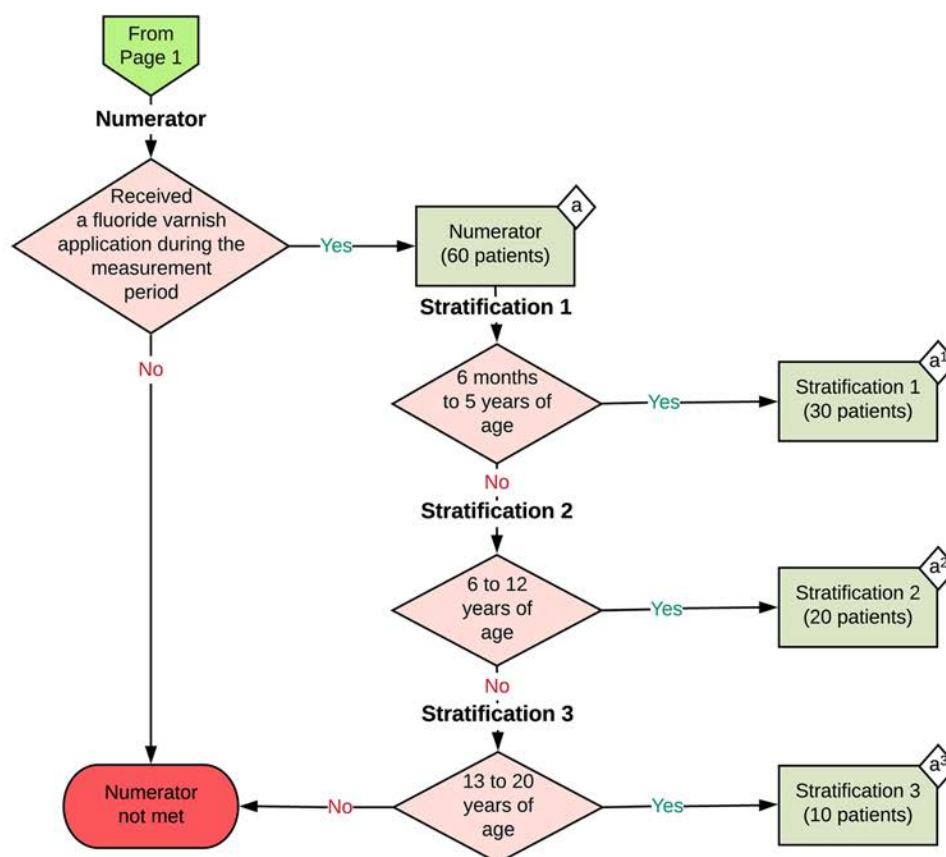 From
Page 1
Numerator
Received
a fluoride varnish
application during the
measurement
period
Yes
a
Numerator
(60 patients)
No
Stratification 1
6 months
to 5 years of
age
Yes
a¹
Stratification 1
(30 patients)
No
Stratification 2
6 to 12
years of
age
Yes
a²
Stratification 2
(20 patients)
No
Stratification 3
13 to 20
years of
age
Yes
a³
Stratification 3
(10 patients)
No
Numerator
not met